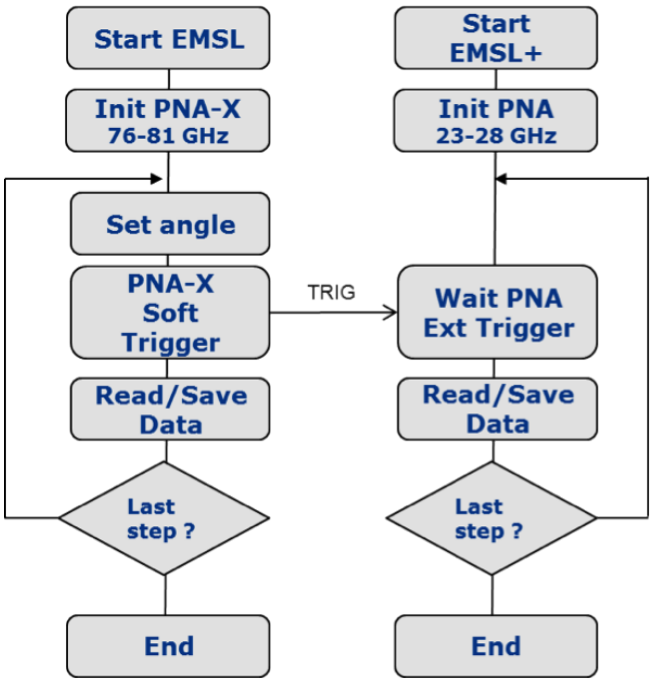 Start EMSL
Init PNA-X
76-81 GHz
Set angle
PNA-X
Soft
Trigger
Read/Save
Data
Last
step ?
End
TRIG
Start
EMSL+
Init PNA
23-28 GHz
Wait PNA
Ext Trigger
Read/Save
Data
Last
step ?
End